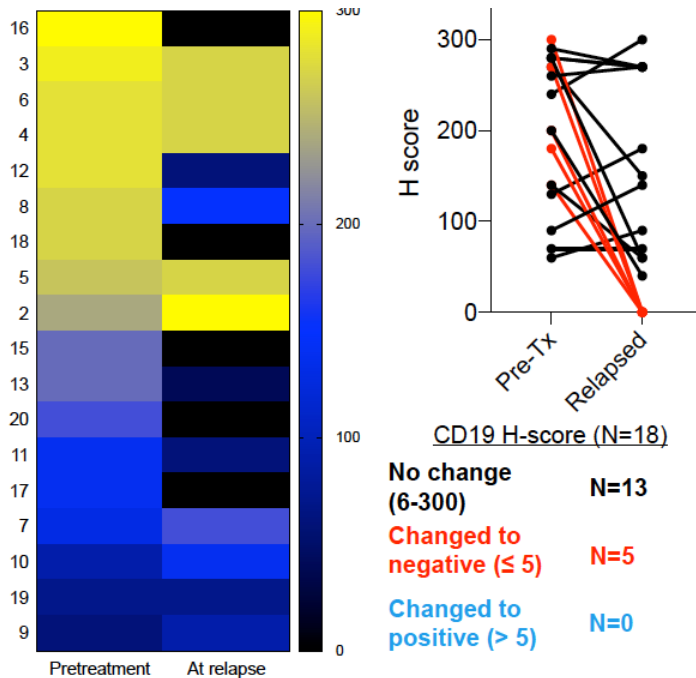 16
3
6
4
12
8
18
5
2
15
13
20
11
17
7
10
19
9
Pretreatment At relapse
300
200
100
0
H score
300
200
100
0
Pre-Tx
Relapsed
CD19 H-score (N=18)
No change
(6-300) N=13
Changed to
negative (≤ 5) N=5
Changed to
positive (> 5) N=0